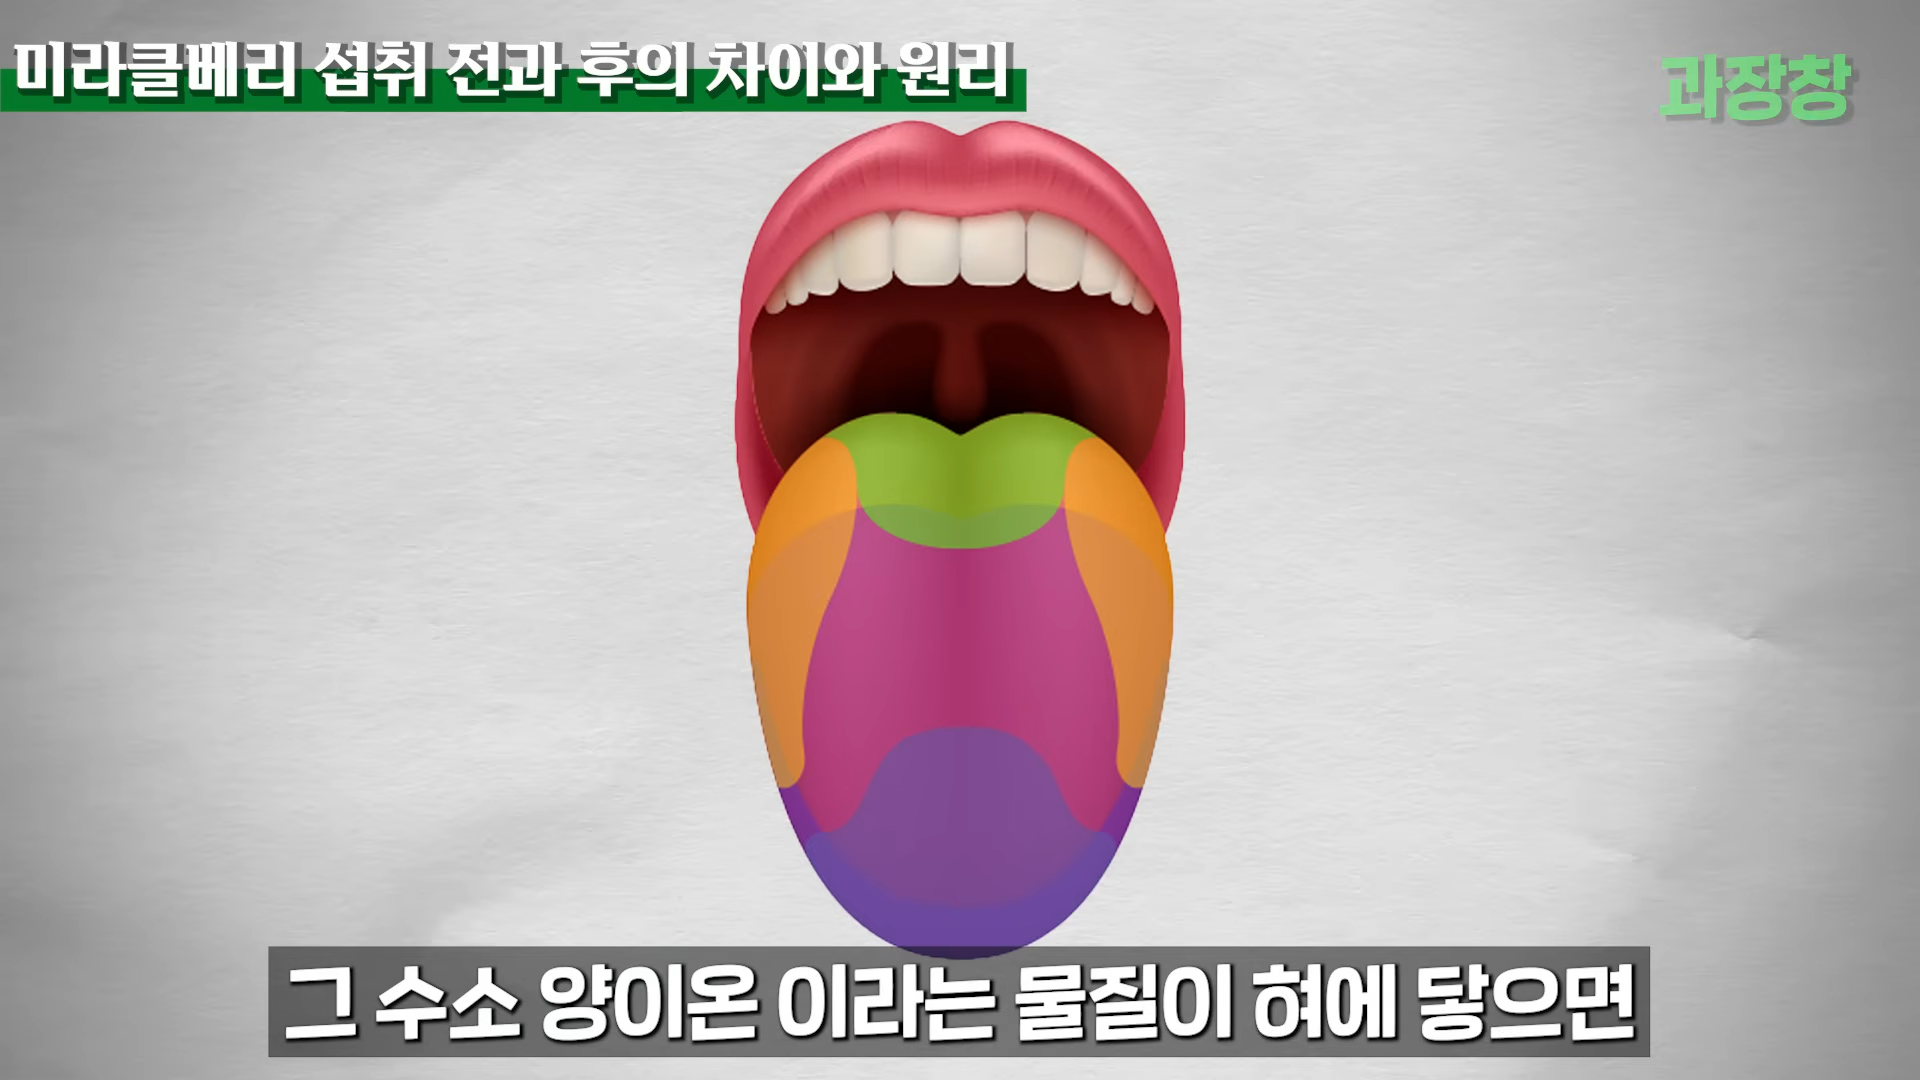 미라클베리 섭취 전과 후의 차이와 원리
과장창
그 수소 양이온 이라는 물질이 혀에 닿으면